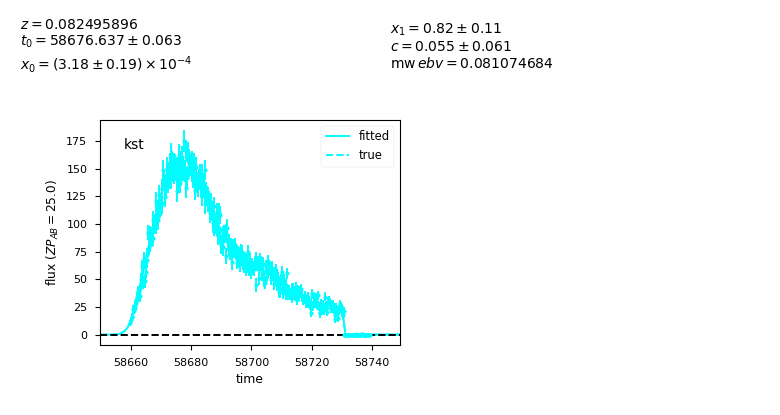 z = 0.082495896
t₀ = 58676.637 ± 0.063
x₀ = (3.18 ± 0.19) × 10⁻⁴
x₁ = 0.82 ± 0.11
c = 0.055 ± 0.061
mw ebv = 0.081074684
kst
fitted
true
175
150
125
100
75
50
25
0
flux (ZP_AB = 25.0)
58660 58680 58700 58720 58740
time